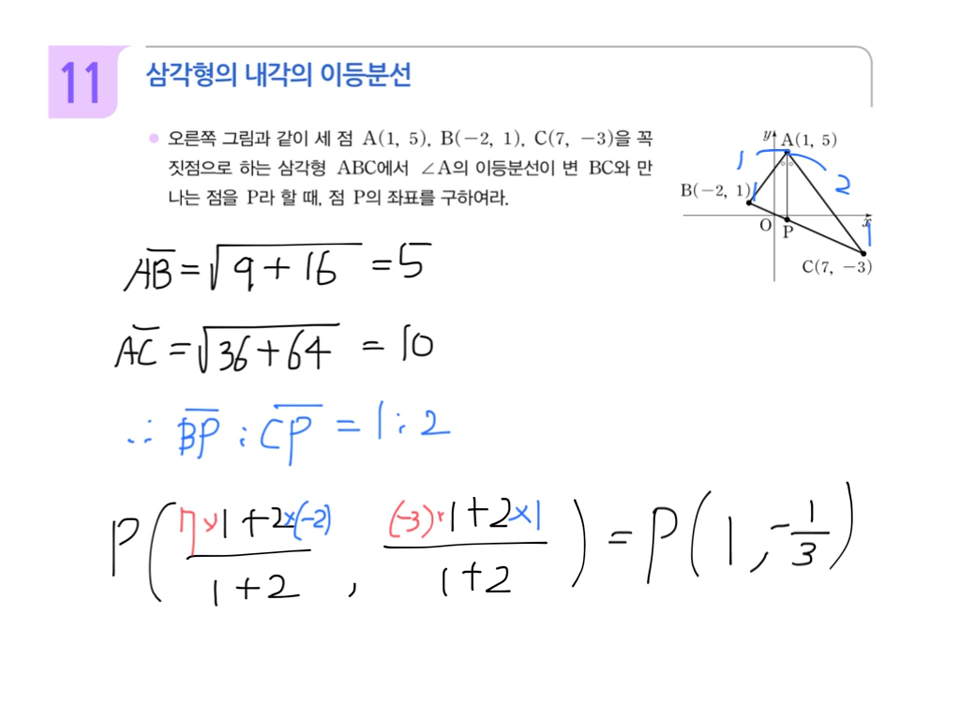 11 삼각형의 내각의 이등분선
오른쪽 그림과 같이 세 점 A(1, 5), B(−2, 1), C(7, −3)을 꼭
짓점으로 하는 삼각형 ABC에서 ∠A의 이등분선이 변 BC와 만
나는 점을 P라 할 때, 점 P의 좌표를 구하여라.
y
A(1, 5)
1
2
B(−2, 1)
O
P
x
1
C(7, −3)
A̅B̅ = √(9+16) = 5
A̅C̅ = √(36+64) = 10
∴ B̅P̅ : C̅P̅ = 1 : 2
P( (7×1+2×(−2))/(1+2) , ((−3)×1+2×1)/(1+2) ) = P(1, −1/3)